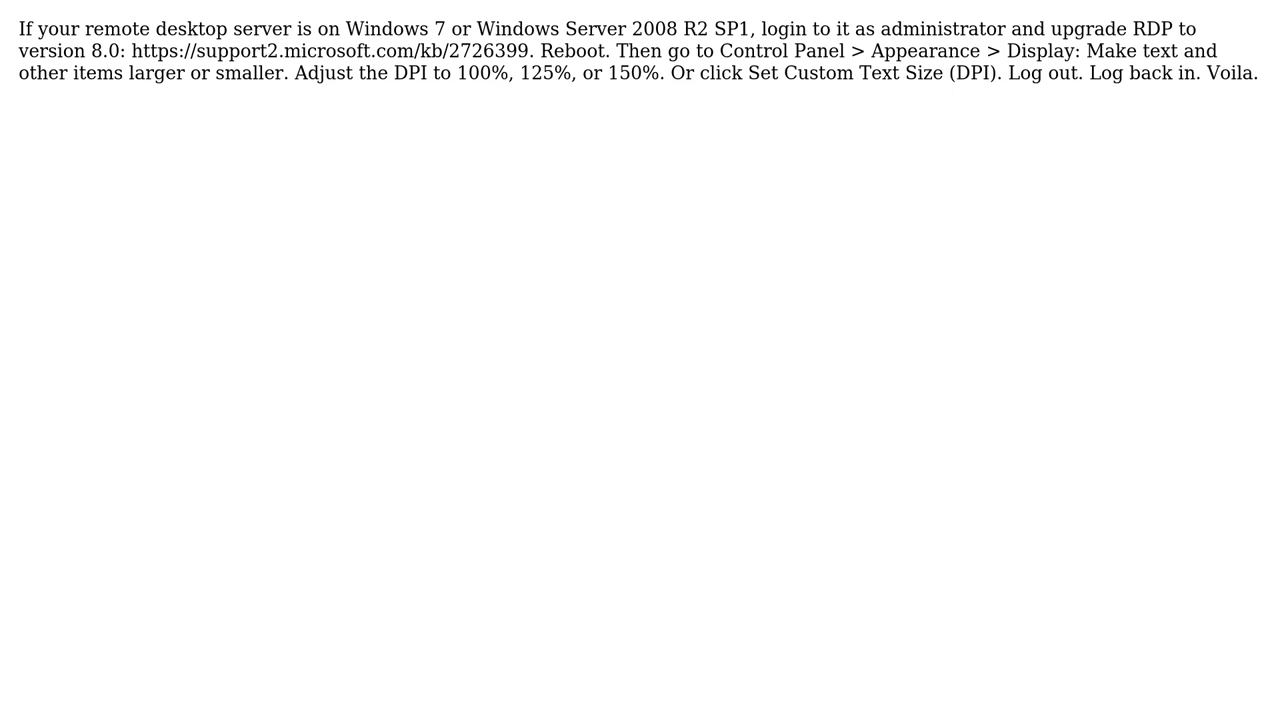 If your remote desktop server is on Windows 7 or Windows Server 2008 R2 SP1, login to it as administrator and upgrade RDP to
version 8.0: https://support2.microsoft.com/kb/2726399. Reboot. Then go to Control Panel > Appearance > Display: Make text and
other items larger or smaller. Adjust the DPI to 100%, 125%, or 150%. Or click Set Custom Text Size (DPI). Log out. Log back in. Voila.